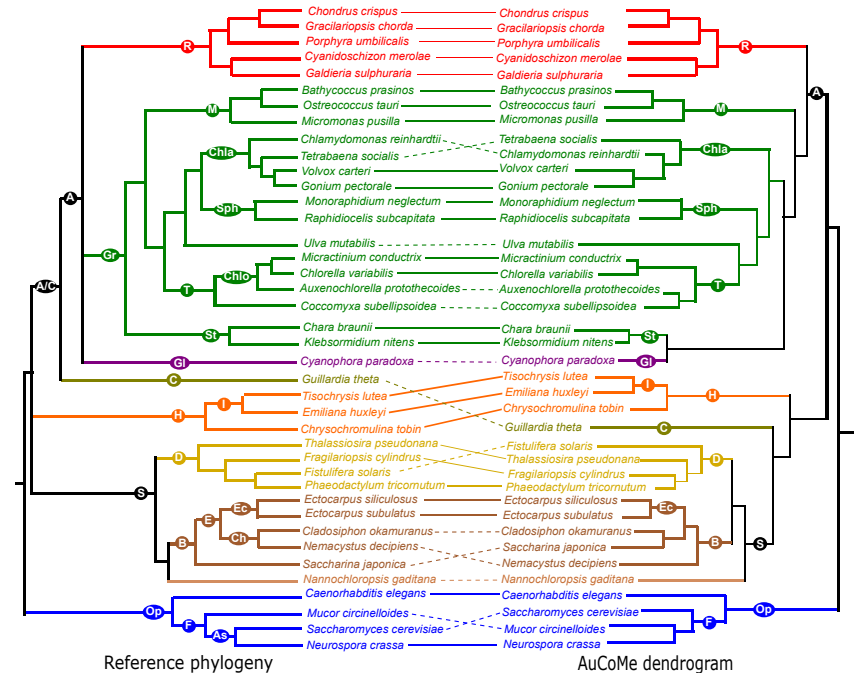 Chondrus crispus Chondrus crispus
Gracilariopsis chorda Gracilariopsis chorda
R Porphyra umbilicalis Porphyra umbilicalis R
Cyanidoschizon merolae Cyanidoschizon merolae
Galdieria sulphuraria Galdieria sulphuraria
Bathycoccus prasinos Bathycoccus prasinos A
M Ostreococcus tauri Ostreococcus tauri M
Micromonas pusilla Micromonas pusilla
Chlamydomonas reinhardtii Tetrabaena socialis
Chla Tetrabaena socialis Chlamydomonas reinhardtii Chla
Volvox carteri Volvox carteri
Gonium pectorale Gonium pectorale
A Monoraphidium neglectum Monoraphidium neglectum
Sph Raphidiocelis subcapitata Raphidiocelis subcapitata Sph
Ulva mutabilis Ulva mutabilis
Gr Micractinium conductrix Micractinium conductrix
Chlo Chlorella variabilis Chlorella variabilis
A/C T Auxenochlorella protothecoides Auxenochlorella protothecoides T
Coccomyxa subellipsoidea Coccomyxa subellipsoidea
St Chara braunii Chara braunii St
Klebsormidium nitens Klebsormidium nitens
Gl Cyanophora paradoxa Cyanophora paradoxa Gl
C Guillardia theta Tisochrysis lutea I
Tisochrysis lutea Emiliana huxleyi H
H I Emiliana huxleyi Chrysochromulina tobin
Chrysochromulina tobin Guillardia theta C
Thalassiosira pseudonana Fistulifera solaris
D Fragilariopsis cylindrus Thalassiosira pseudonana D
Fistulifera solaris Fragilariopsis cylindrus
Phaeodactylum tricornutum Phaeodactylum tricornutum
S Ectocarpus siliculosus Ectocarpus siliculosus
Ec Ectocarpus subulatus Ectocarpus subulatus Ec
E Cladosiphon okamuranus Cladosiphon okamuranus
B Ch Nemacystus decipiens Saccharina japonica B S
Saccharina japonica Nemacystus decipiens
Nannochloropsis gaditana Nannochloropsis gaditana
Caenorhabditis elegans Caenorhabditis elegans
Op Mucor circinelloides Saccharomyces cerevisiae Op
F Saccharomyces cerevisiae Mucor circinelloides F
As Neurospora crassa Neurospora crassa
Reference phylogeny AuCoMe dendrogram